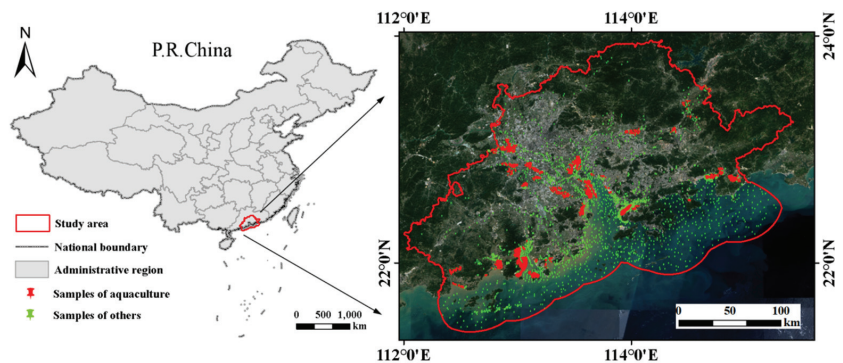 112°0'E
114°0'E
N
P.R.China
24°0'N
Study area
National boundary
Administrative region
Samples of aquaculture
Samples of others
0 500 1,000
km
22°0'N
22°0'N
0 50 100
km
112°0'E
114°0'E